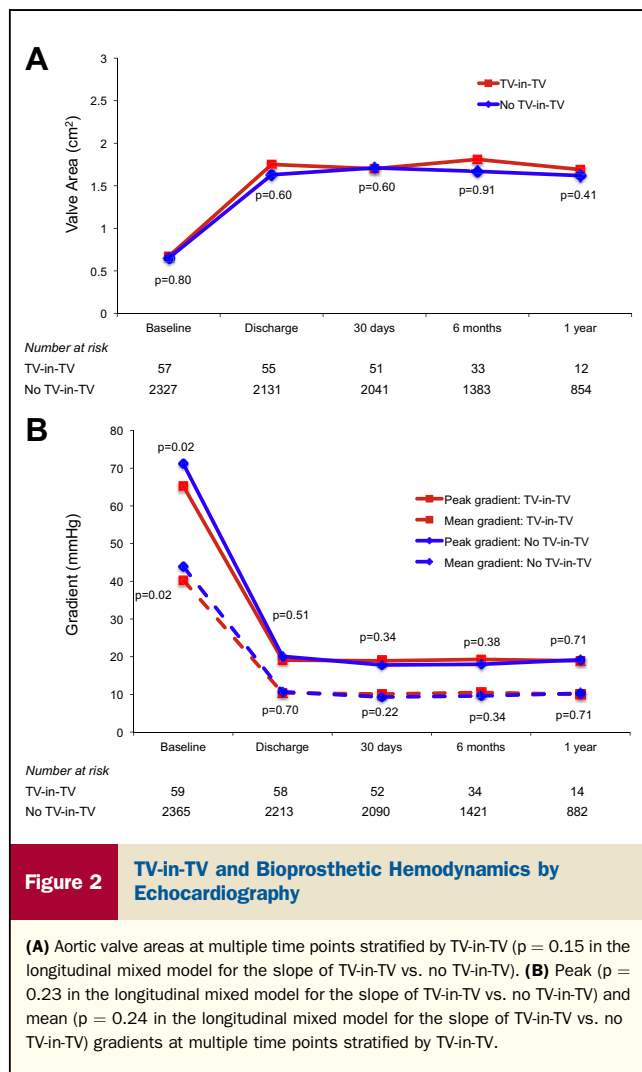 A
3
2.5
2
1.5
1
0.5
0
Valve Area (cm²)
TV-in-TV
No TV-in-TV
p=0.80
p=0.60
p=0.60
p=0.91
p=0.41
Baseline Discharge 30 days 6 months 1 year
Number at risk
TV-in-TV 57 55 51 33 12
No TV-in-TV 2327 2131 2041 1383 854
B
80
70
60
50
40
30
20
10
0
Gradient (mmHg)
p=0.02
p=0.02
Peak gradient: TV-in-TV
Mean gradient: TV-in-TV
Peak gradient: No TV-in-TV
Mean gradient: No TV-in-TV
p=0.51
p=0.34
p=0.38
p=0.71
p=0.70
p=0.22
p=0.34
p=0.71
Baseline Discharge 30 days 6 months 1 year
Number at risk
TV-in-TV 59 58 52 34 14
No TV-in-TV 2365 2213 2090 1421 882
Figure 2
TV-in-TV and Bioprosthetic Hemodynamics by
Echocardiography
(A) Aortic valve areas at multiple time points stratified by TV-in-TV (p = 0.15 in the
longitudinal mixed model for the slope of TV-in-TV vs. no TV-in-TV). (B) Peak (p =
0.23 in the longitudinal mixed model for the slope of TV-in-TV vs. no TV-in-TV) and
mean (p = 0.24 in the longitudinal mixed model for the slope of TV-in-TV vs. no
TV-in-TV) gradients at multiple time points stratified by TV-in-TV.